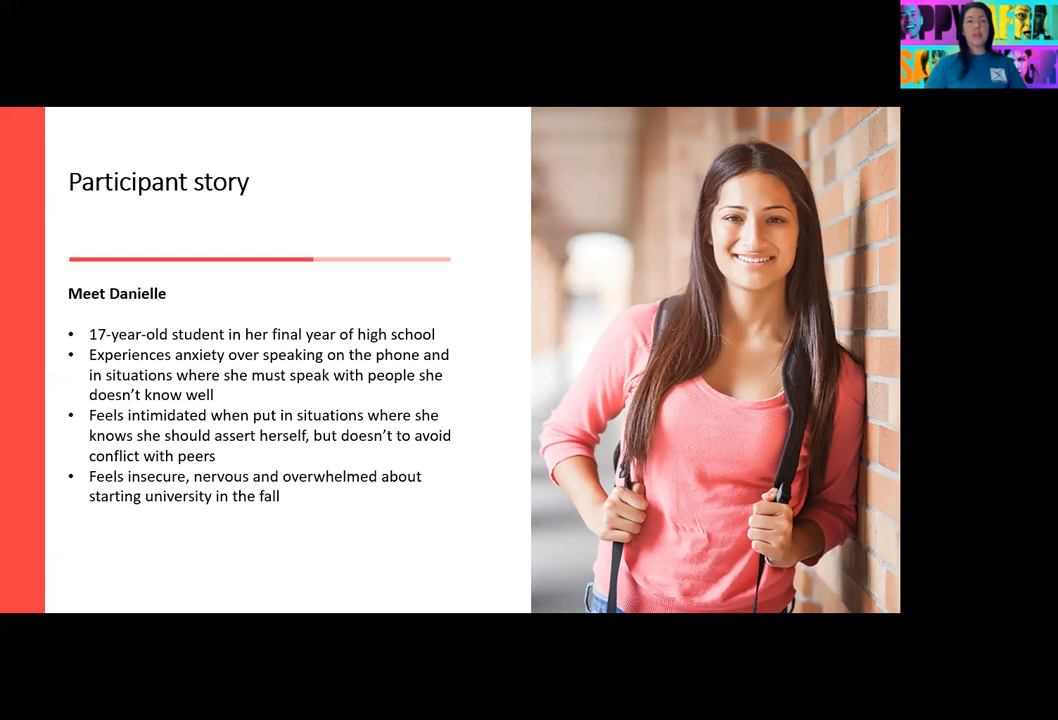 Participant story
Meet Danielle
• 17-year-old student in her final year of high school
• Experiences anxiety over speaking on the phone and
in situations where she must speak with people she
doesn’t know well
• Feels intimidated when put in situations where she
knows she should assert herself, but doesn’t to avoid
conflict with peers
• Feels insecure, nervous and overwhelmed about
starting university in the fall